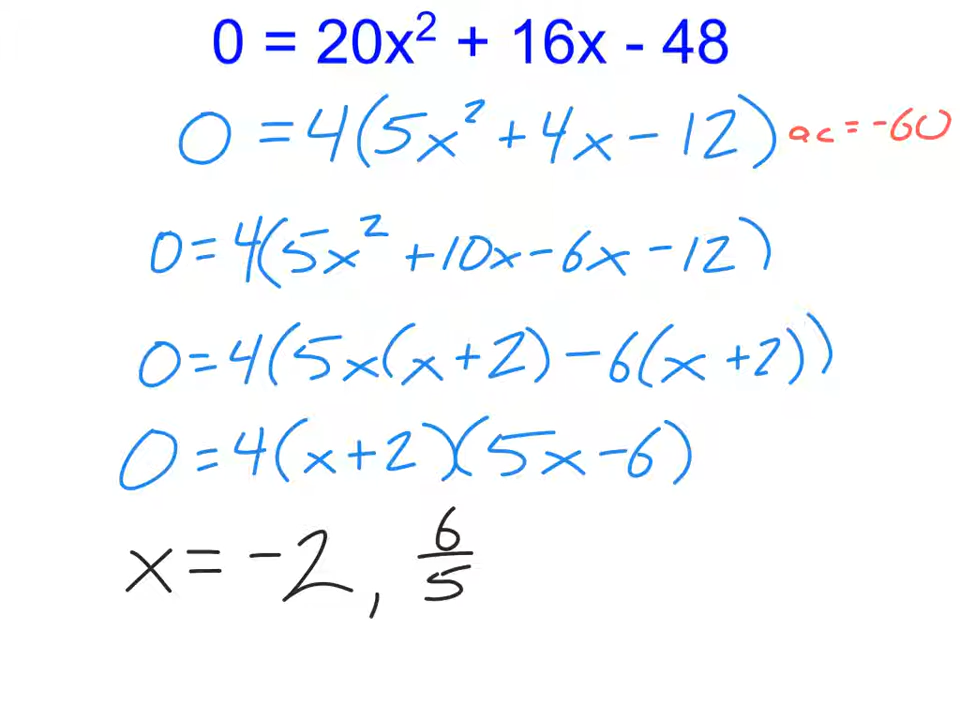 0 = 20x² + 16x - 48
0 = 4(5x² + 4x - 12) ac = -60
0 = 4(5x² + 10x - 6x - 12)
0 = 4(5x(x + 2) - 6(x + 2))
0 = 4(x + 2)(5x - 6)
x = -2, 6/5